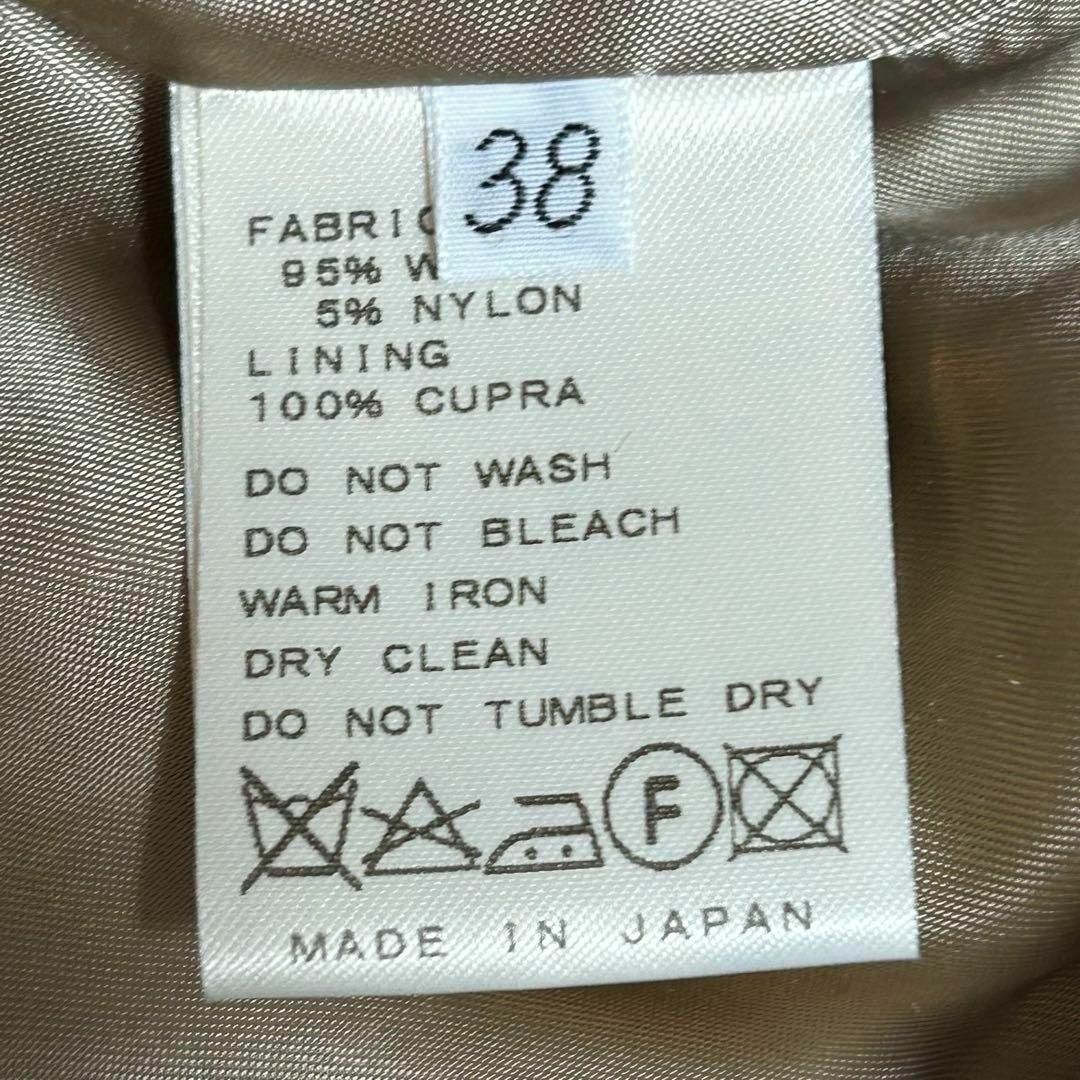 38
FABRIC
95% W
5% NYLON
LINING
100% CUPRA
DO NOT WASH
DO NOT BLEACH
WARM IRON
DRY CLEAN
DO NOT TUMBLE DRY
F
MADE IN JAPAN